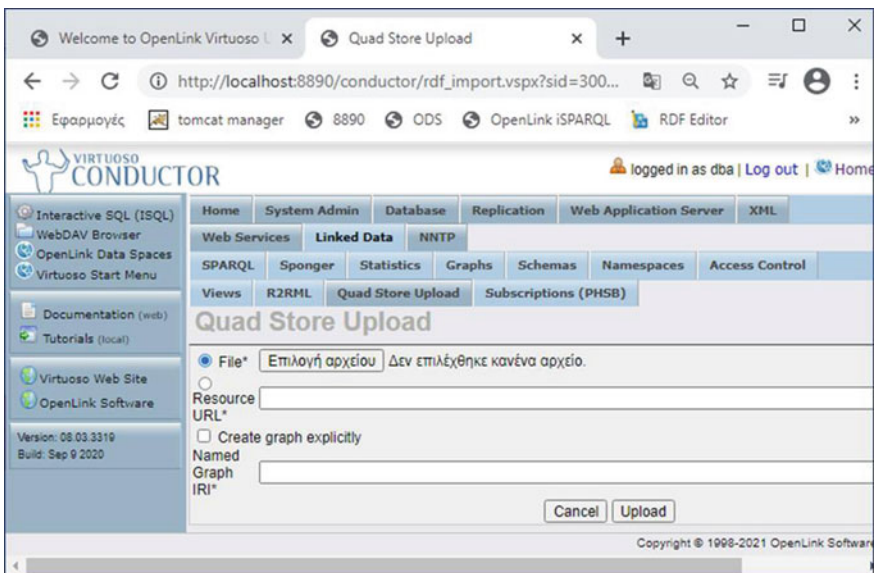 Welcome to OpenLink Virtuoso U
Quad Store Upload
http://localhost:8890/conductor/rdf_import.vspx?sid=300...
Εφαρμογές
tomcat manager
8890
ODS
OpenLink iSPARQL
RDF Editor
VIRTUOSO
CONDUCTOR
logged in as dba | Log out | Home
Interactive SQL (ISQL)
WebDAV Browser
OpenLink Data Spaces
Virtuoso Start Menu
Documentation (web)
Tutorials (local)
Virtuoso Web Site
OpenLink Software
Version: 08.03.3319
Build: Sep 9 2020
Home System Admin Database Replication Web Application Server XML
Web Services Linked Data NNTP
SPARQL Sponger Statistics Graphs Schemas Namespaces Access Control
Views R2RML Quad Store Upload Subscriptions (PHSB)
Quad Store Upload
File* Επιλογή αρχείου Δεν επιλέχθηκε κανένα αρχείο.
Resource
URL*
Create graph explicitly
Named
Graph
IRI*
Cancel Upload
Copyright © 1998-2021 OpenLink Software